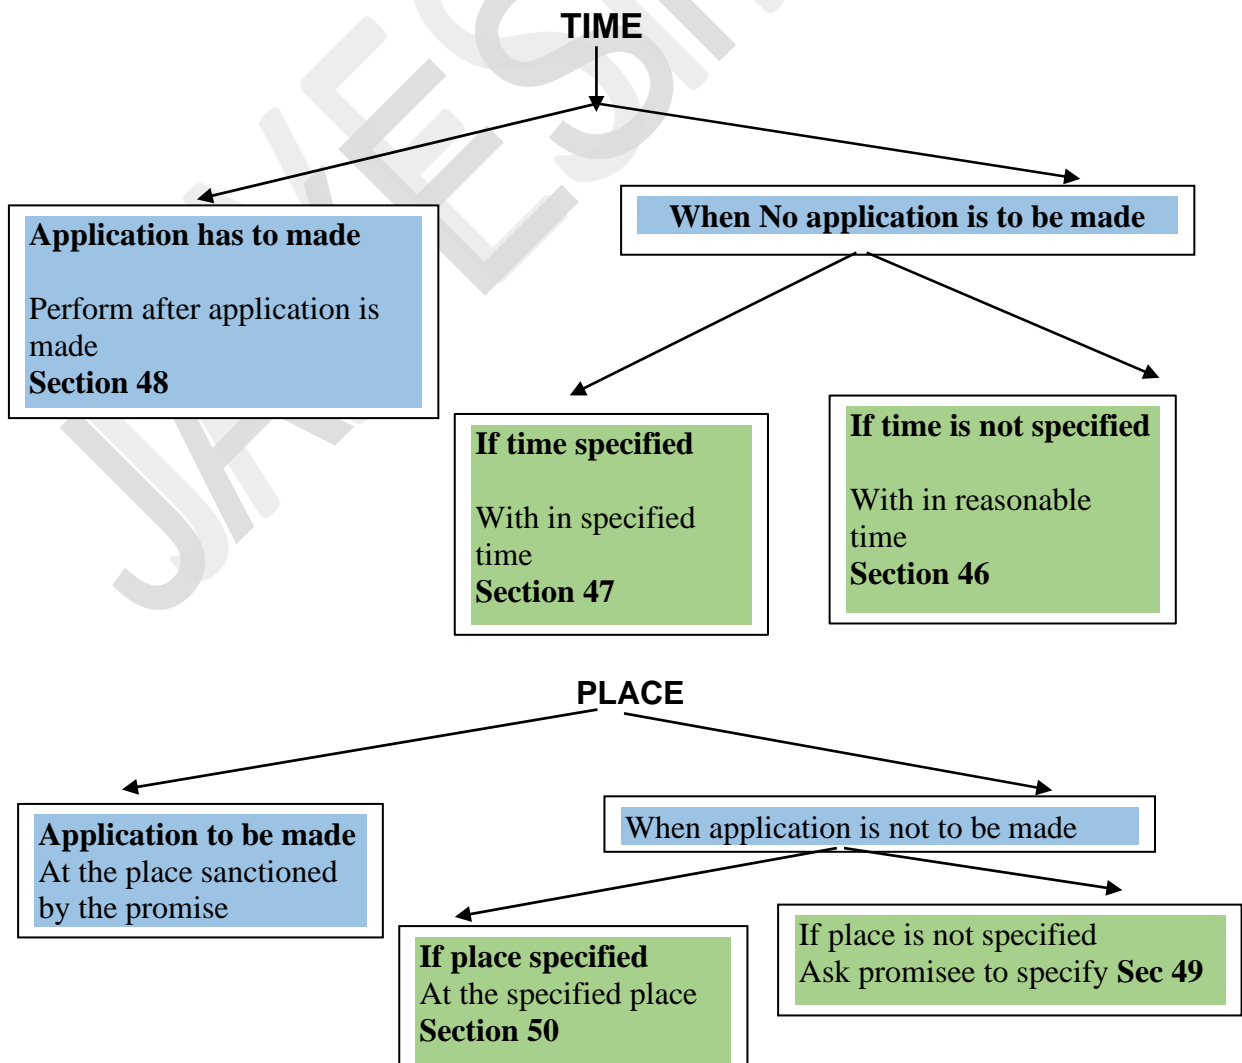 TIME
Application has to made
Perform after application is
made
Section 48
When No application is to be made
If time specified
With in specified
time
Section 47
If time is not specified
With in reasonable
time
Section 46
PLACE
Application to be made
At the place sanctioned
by the promise
When application is not to be made
If place specified
At the specified place
Section 50
If place is not specified
Ask promisee to specify Sec 49